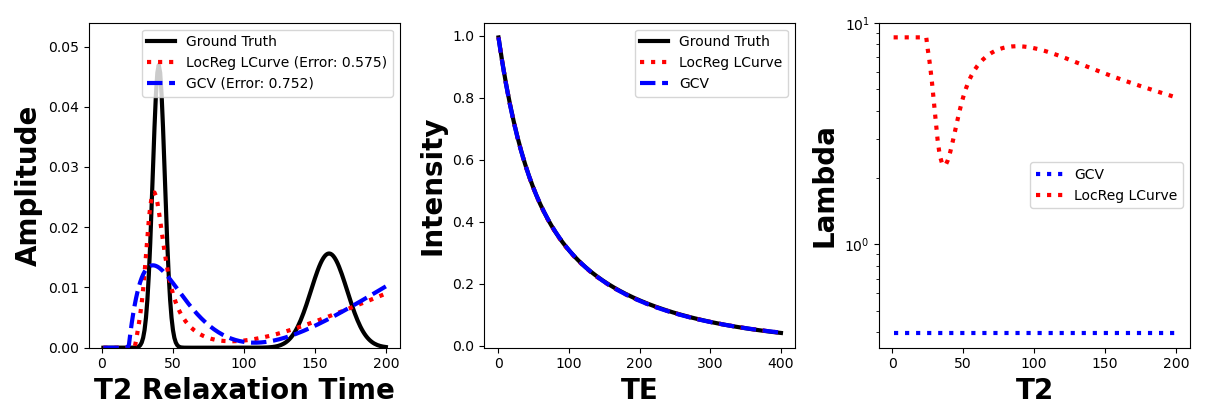 Amplitude
0.05
0.04
0.03
0.02
0.01
0.00
Ground Truth
LocReg LCurve (Error: 0.575)
GCV (Error: 0.752)
0 50 100 150 200
T2 Relaxation Time
Intensity
1.0
0.8
0.6
0.4
0.2
0.0
Ground Truth
LocReg LCurve
GCV
0 100 200 300 400
TE
Lambda
10¹
10⁰
GCV
LocReg LCurve
0 50 100 150 200
T2